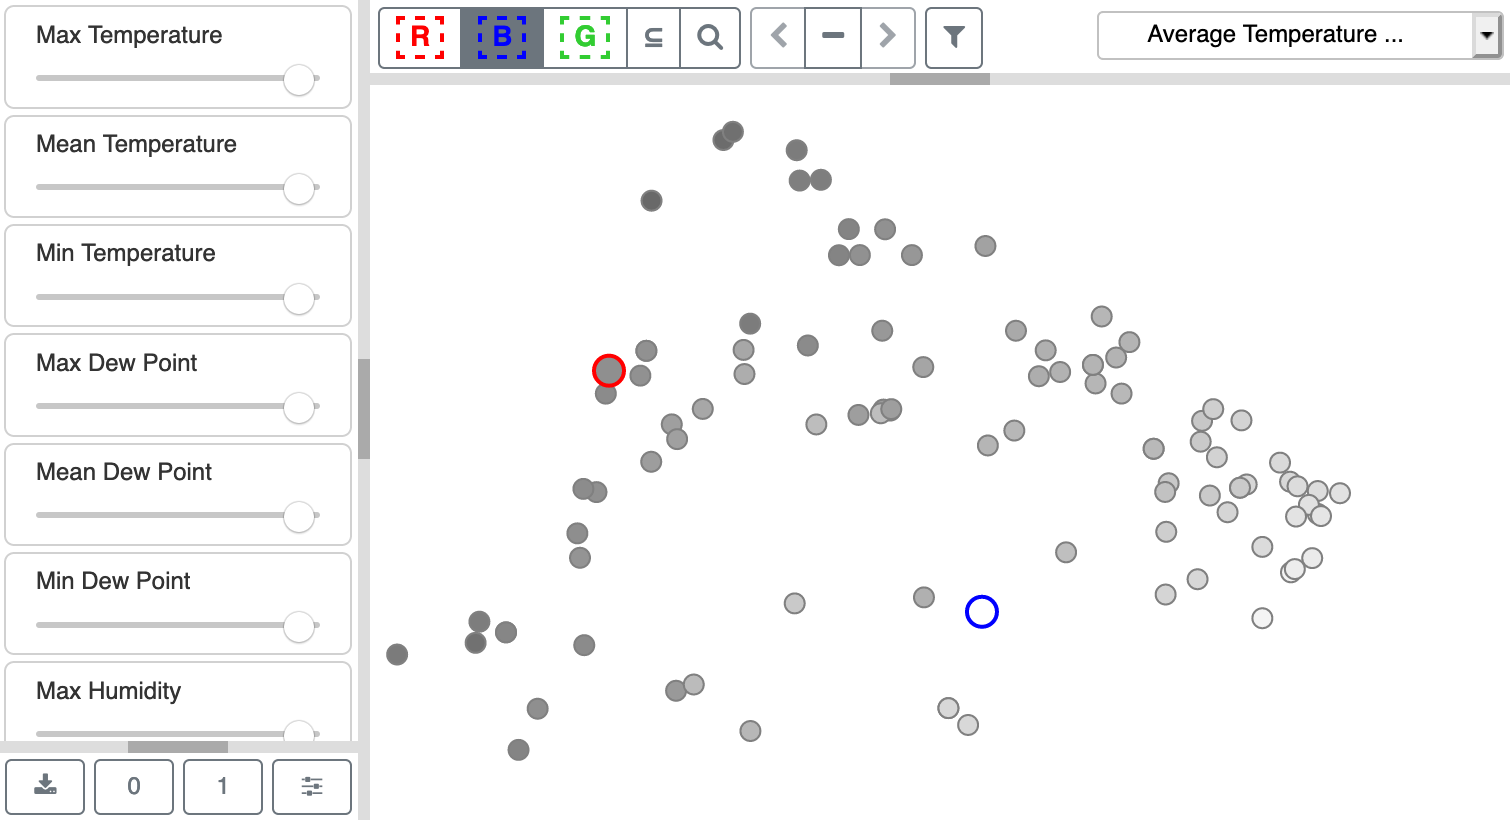 Max Temperature
Mean Temperature
Min Temperature
Max Dew Point
Mean Dew Point
Min Dew Point
Max Humidity
0 1
R B G ⊆
Average Temperature ...